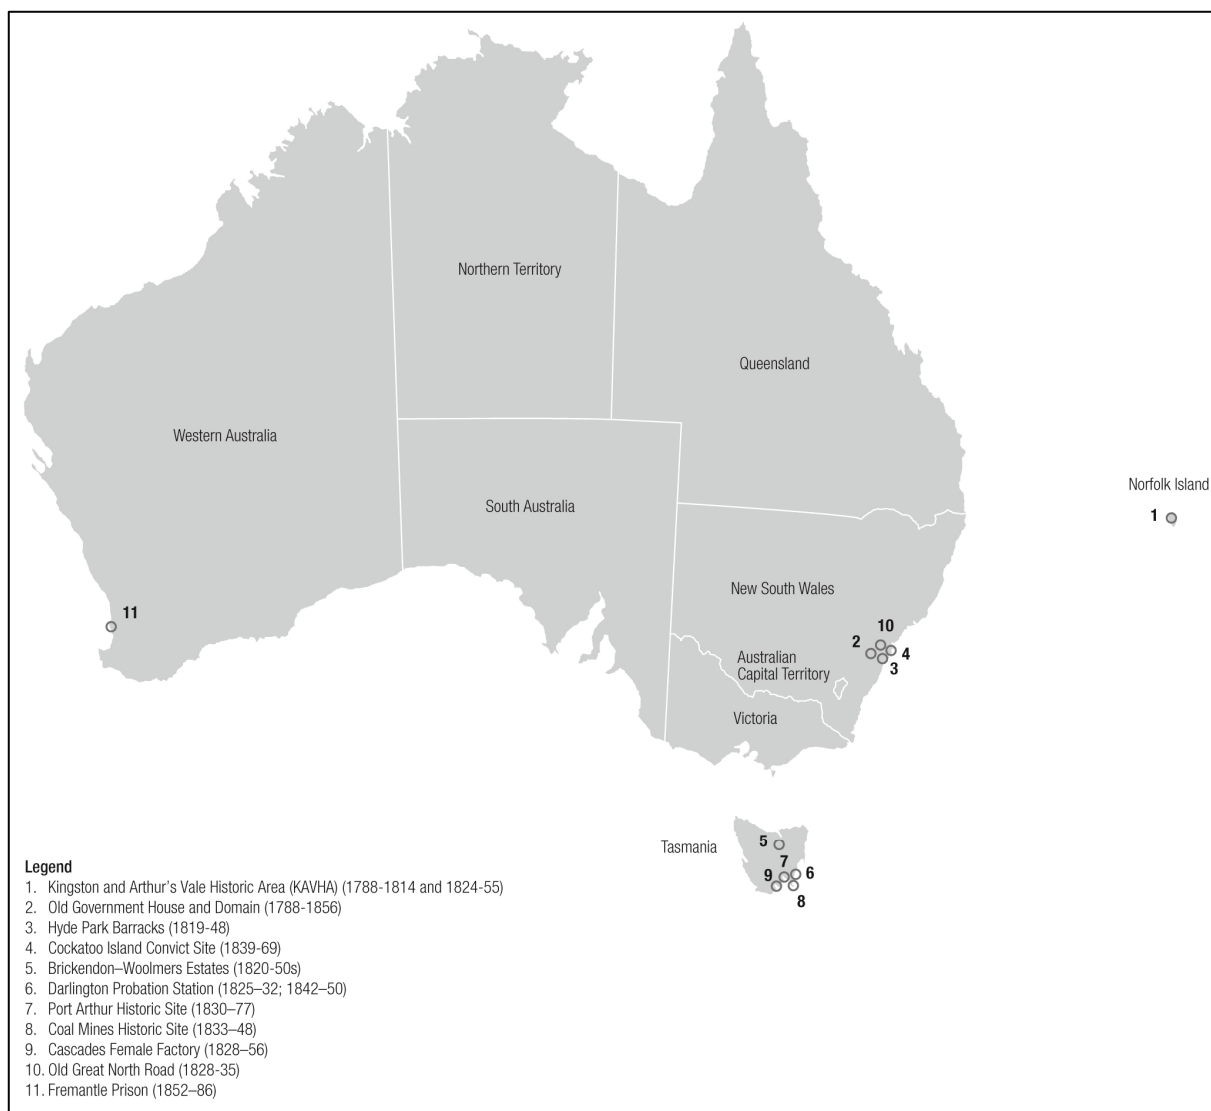 Northern Territory
Queensland
Western Australia
Norfolk Island
South Australia
1
New South Wales
11
10
2
Australian
Capital Territory
4
3
Victoria
Tasmania
5
7
9
6
8
Legend
1. Kingston and Arthur's Vale Historic Area (KAVHA) (1788-1814 and 1824-55)
2. Old Government House and Domain (1788-1856)
3. Hyde Park Barracks (1819-48)
4. Cockatoo Island Convict Site (1839-69)
5. Brickendon–Woolmers Estates (1820-50s)
6. Darlington Probation Station (1825–32; 1842–50)
7. Port Arthur Historic Site (1830–77)
8. Coal Mines Historic Site (1833–48)
9. Cascades Female Factory (1828–56)
10. Old Great North Road (1828-35)
11. Fremantle Prison (1852–86)